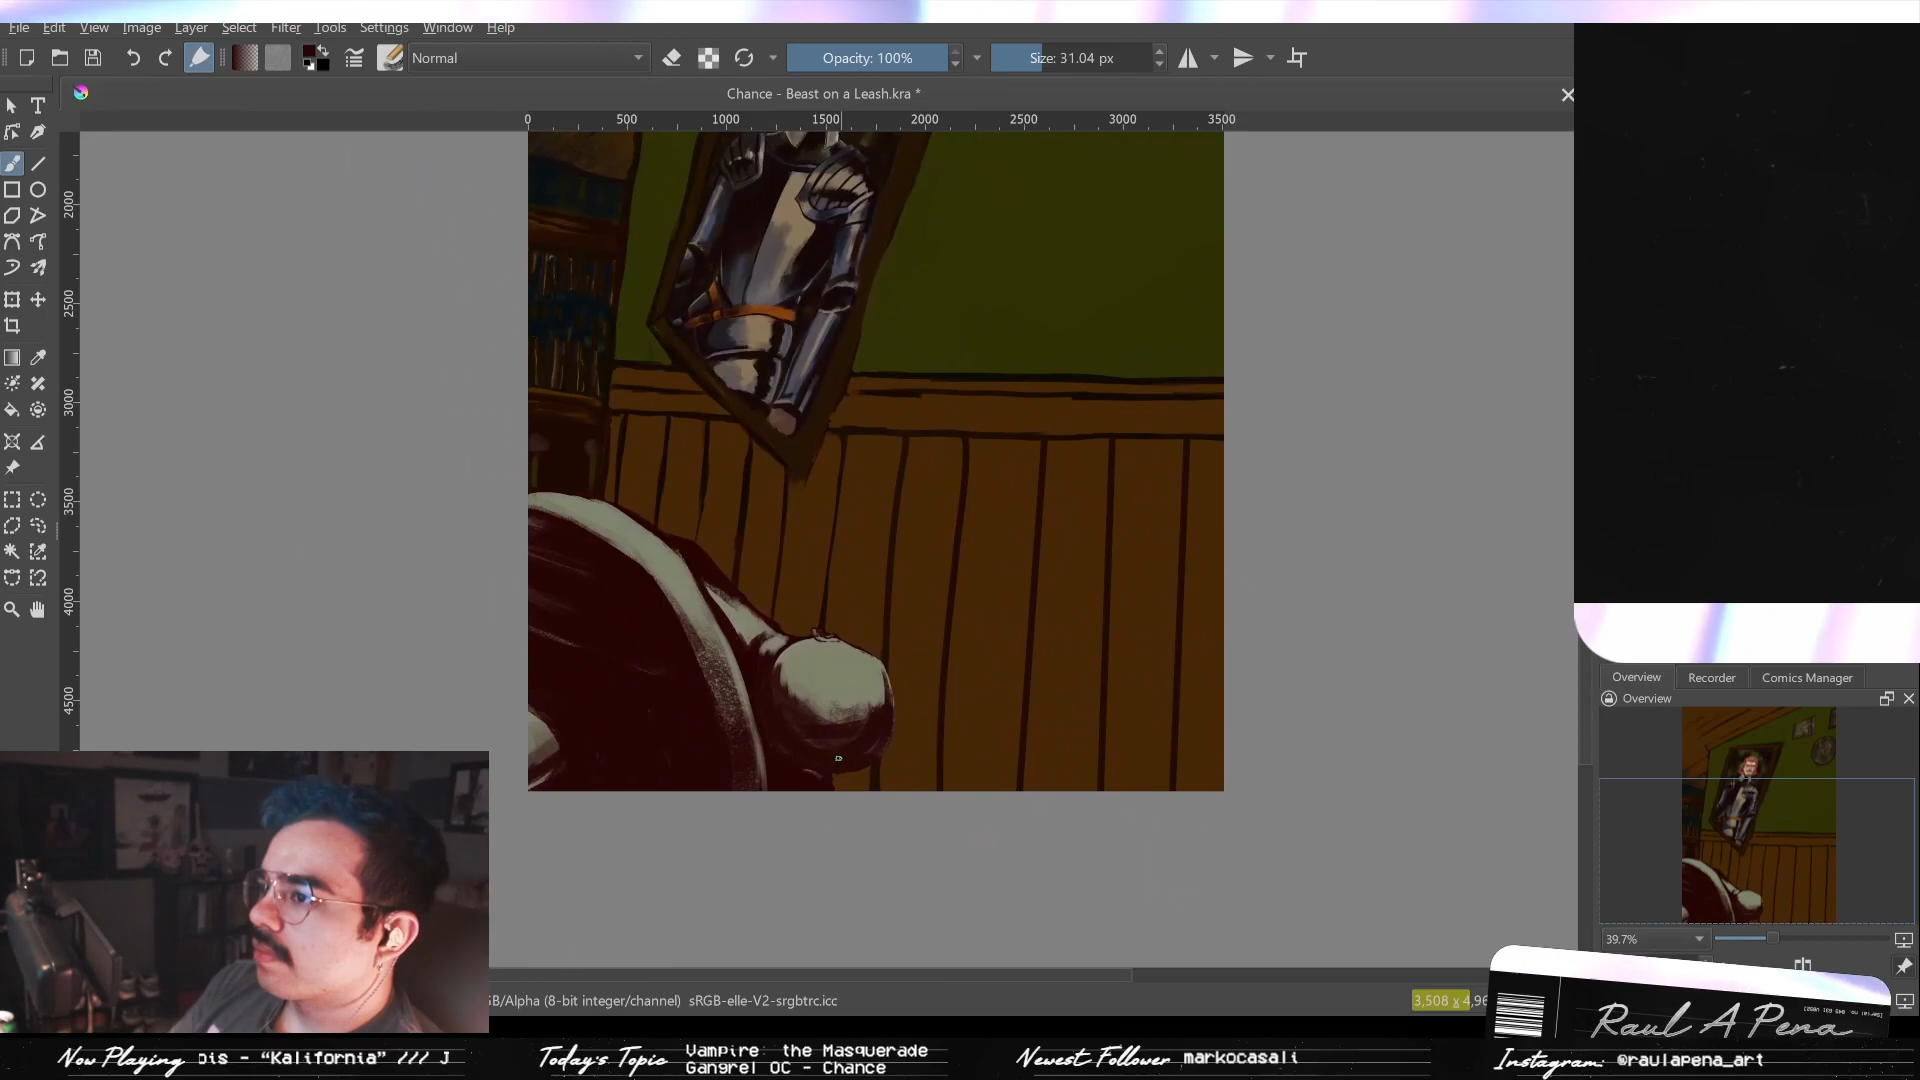 File Edit View Image Layer Select Filter Tools Settings Window Help
Normal
Opacity: 100%
Size: 31.04 px
Chance - Beast on a Leash.kra *
0 500 1000 1500 2000 2500 3000 3500
2000
2500
3000
3500
4000
4500
Overview Recorder Comics Manager
Overview
39.7%
GB/Alpha (8-bit integer/channel) sRGB-elle-V2-srgbtrc.icc
3,508 x 4,96
Raul A Pena
Now Playing ois - “Kalifornia” /// J
Today's Topic Vampire: the Masquerade
Gangrel OC - Chance
Newest Follower markocasali
Instagram: @raulapena_art